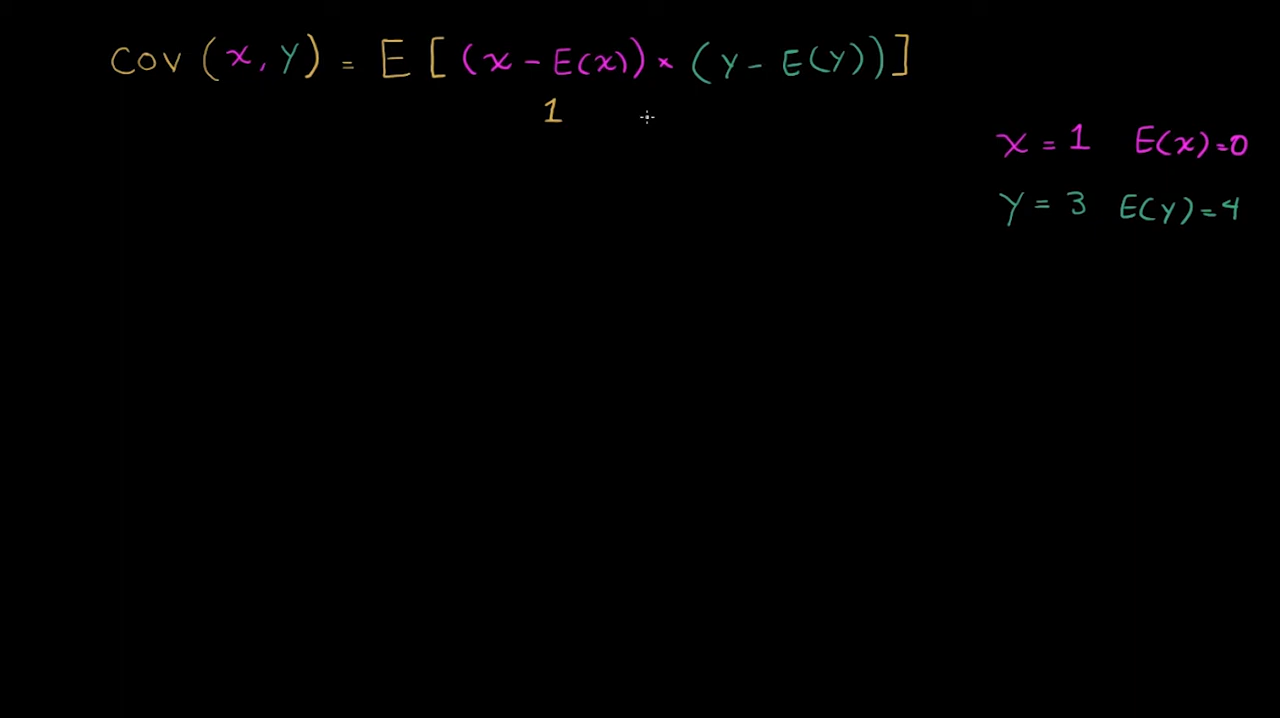 Cov (x, y) = E [(x - E(x)) × (y - E(y))]
1
x = 1 E(x)=0
y = 3 E(y)=4